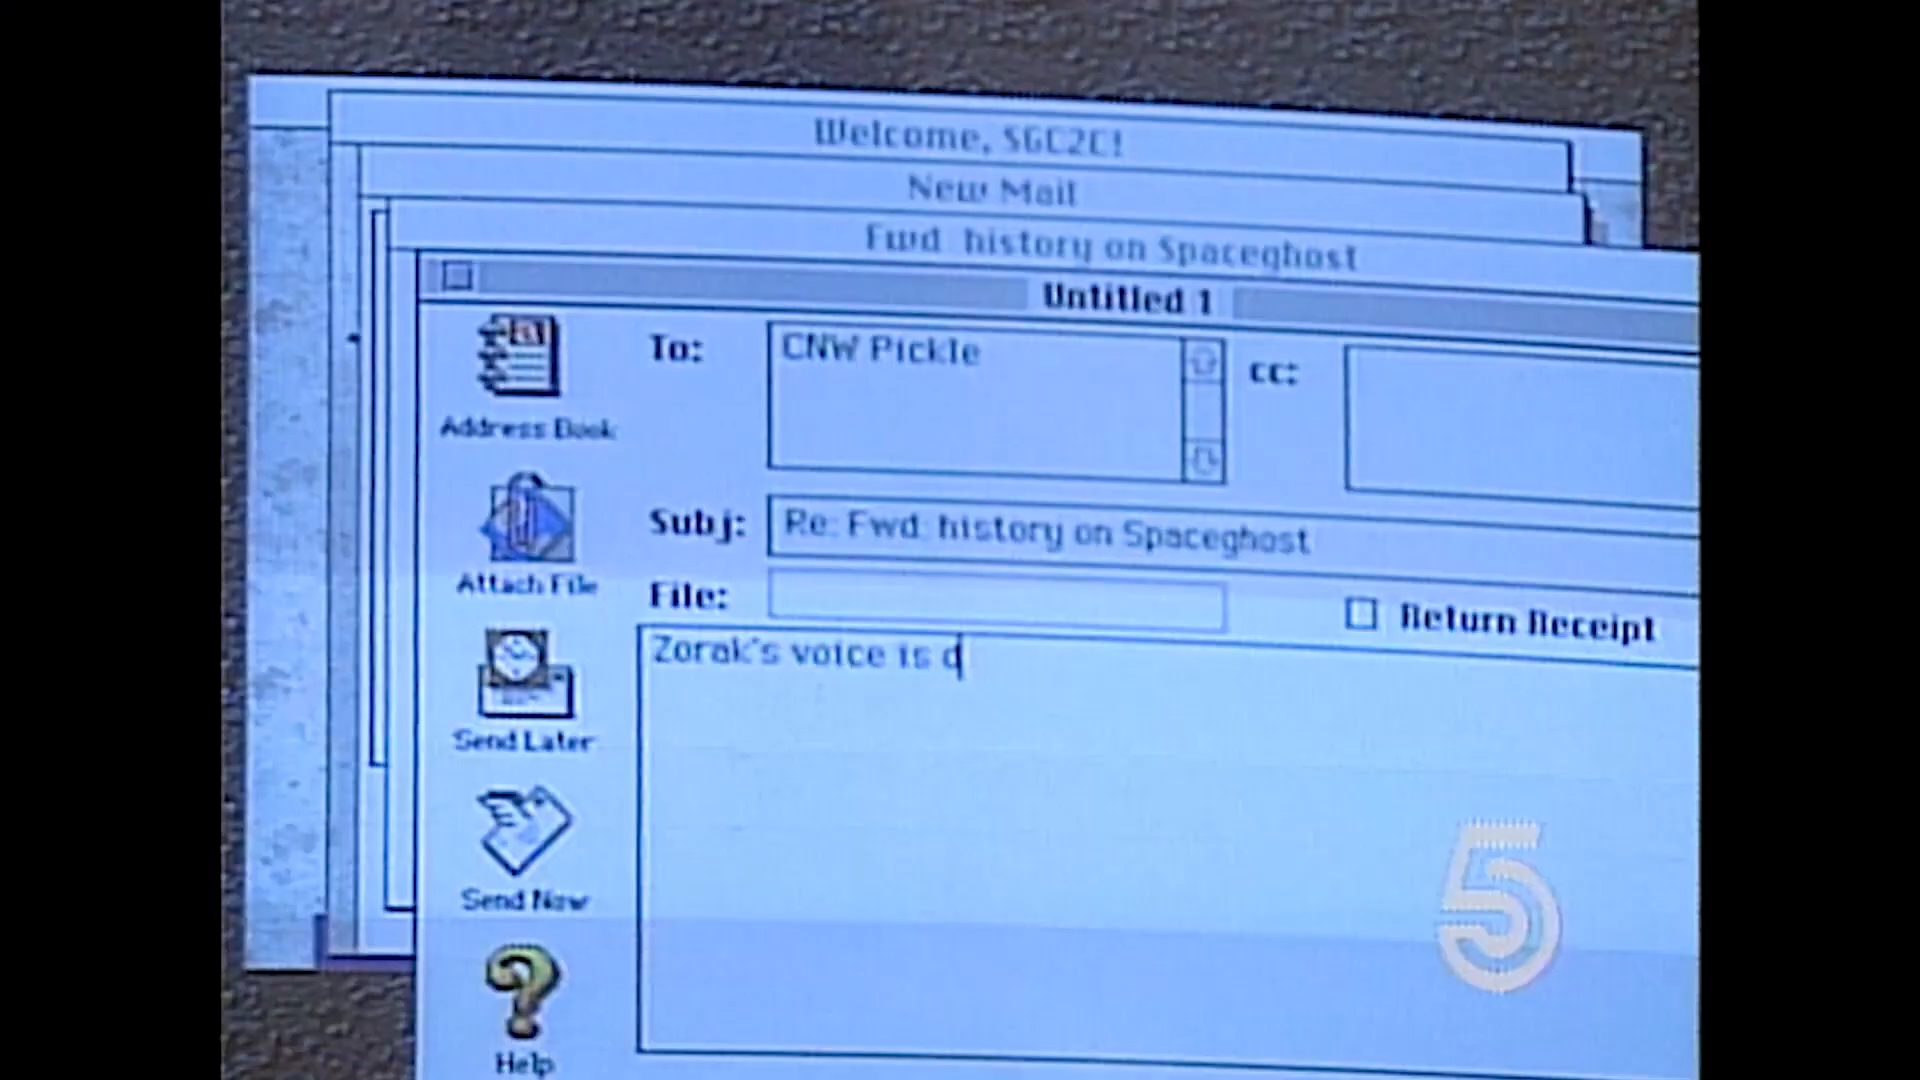 Welcome, SGC2C!
New Mail
Fwd history on Spaceghost
Untitled 1
To: CNW Pickle
cc:
Address Book
Subj: Re: Fwd: history on Spaceghost
Attach File
File:
Return Receipt
Zorak's voice is d
Send Later
Send Now
Help
5